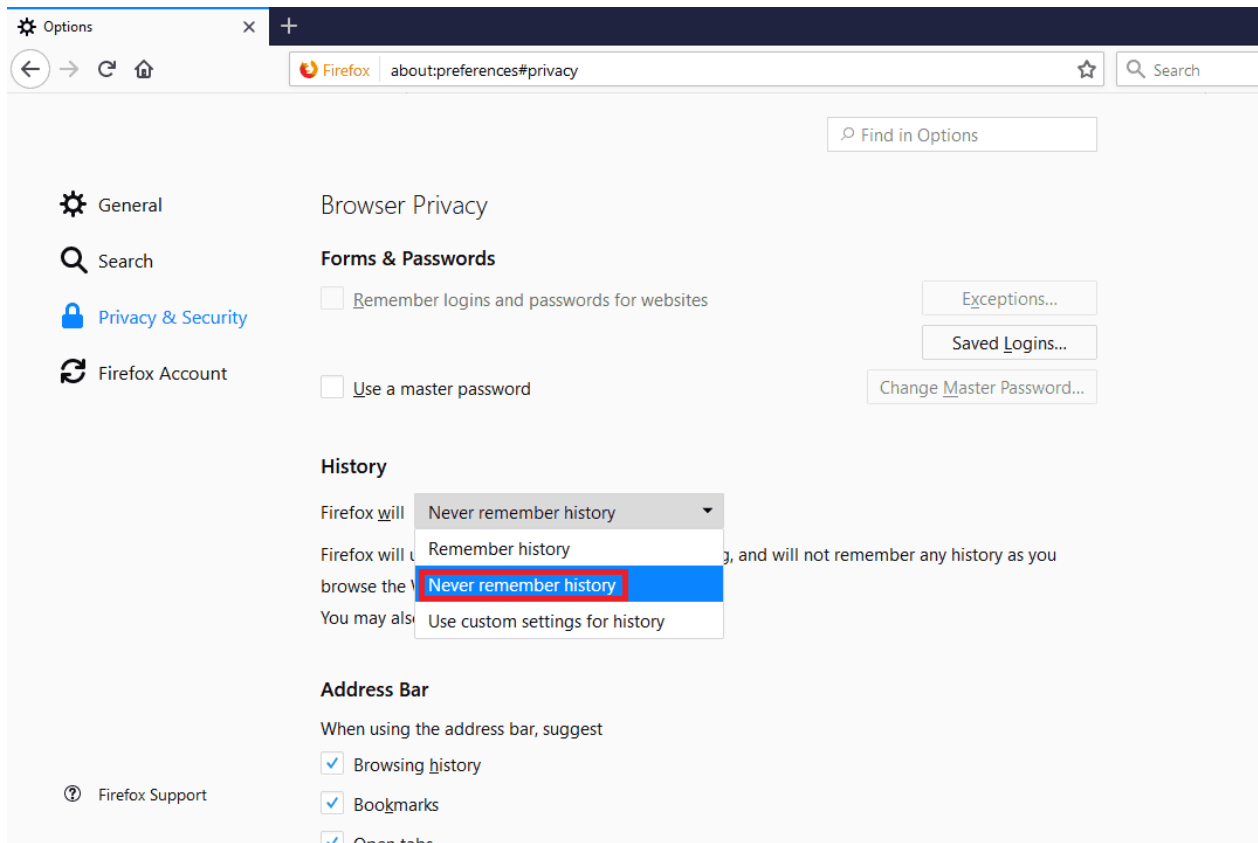 Options
Firefox about:preferences#privacy Search
Find in Options
General
Search
Privacy & Security
Firefox Account
Firefox Support
Browser Privacy
Forms & Passwords
Remember logins and passwords for websites Exceptions...
Saved Logins...
Use a master password Change Master Password...
History
Firefox will Never remember history
Remember history
Never remember history
Use custom settings for history
Firefox will , and will not remember any history as you
browse the
You may
Address Bar
When using the address bar, suggest
Browsing history
Bookmarks
Open tabs